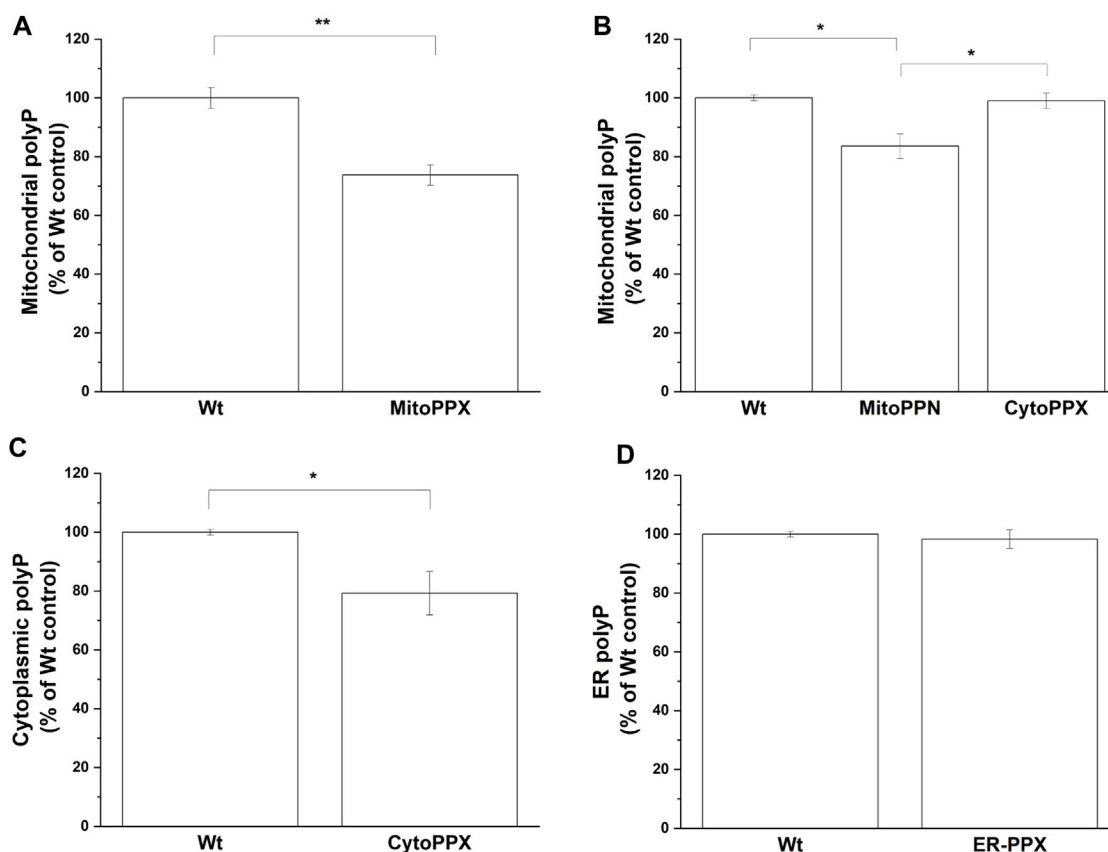 A
**
120
100
80
60
40
20
0
Mitochondrial polyP
(% of Wt control)
Wt MitoPPX
B
*
*
120
100
80
60
40
20
0
Mitochondrial polyP
(% of Wt control)
Wt MitoPPN CytoPPX
C
*
120
100
80
60
40
20
0
Cytoplasmic polyP
(% of Wt control)
Wt CytoPPX
D
120
100
80
60
40
20
0
ER polyP
(% of Wt control)
Wt ER-PPX